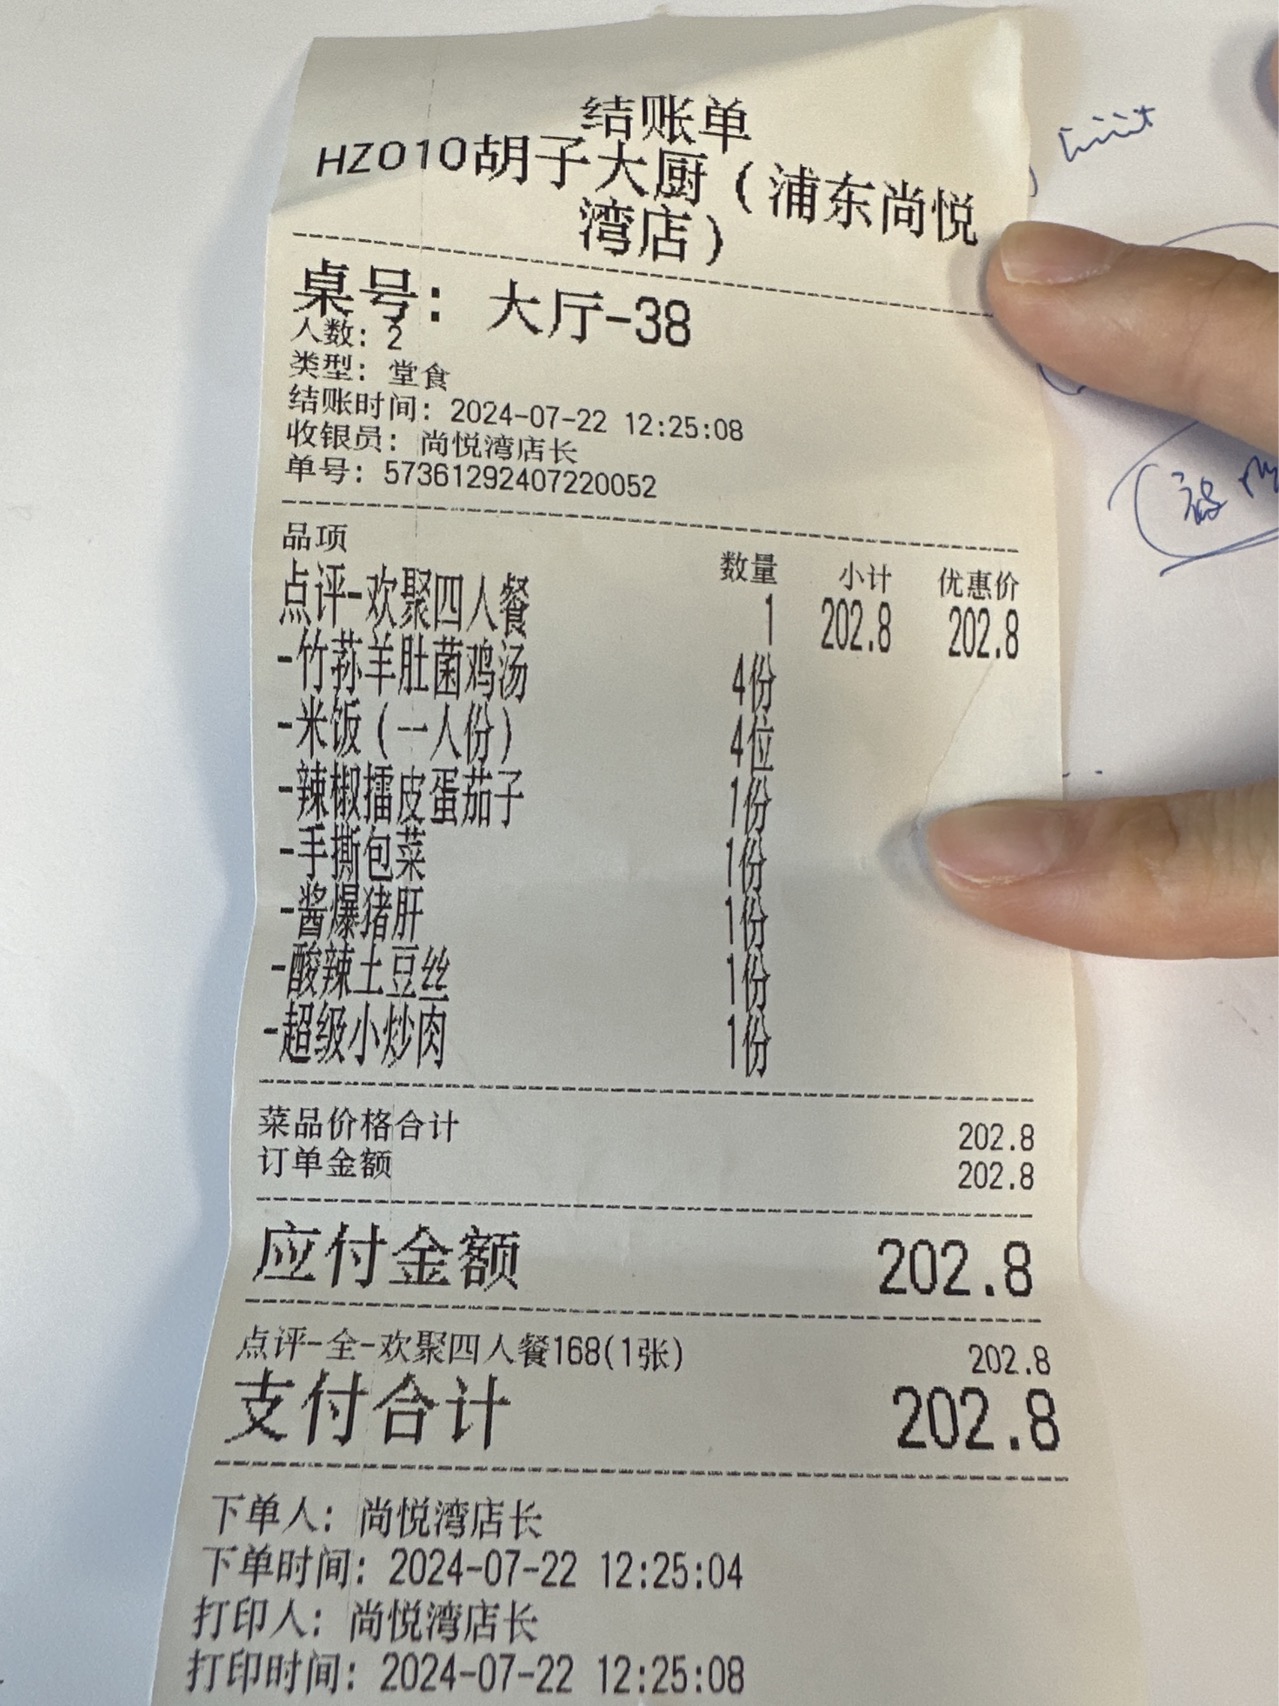 结账单
HZ010胡子大厨（浦东尚悦
湾店）
桌号：大厅-38
人数：2
类型：堂食
结账时间：2024-07-22 12:25:08
收银员：尚悦湾店长
单号：57361292407220052
品项 数量 小计 优惠价
点评-欢聚四人餐 1 202.8 202.8
-竹荪羊肚菌鸡汤 4份
-米饭（一人份） 4位
-辣椒擂皮蛋茄子 1份
-手撕包菜 1份
-酱爆猪肝 1份
-酸辣土豆丝 1份
-超级小炒肉 1份
菜品价格合计 202.8
订单金额 202.8
应付金额 202.8
点评-全-欢聚四人餐168(1张) 202.8
支付合计 202.8
下单人：尚悦湾店长
下单时间：2024-07-22 12:25:04
打印人：尚悦湾店长
打印时间：2024-07-22 12:25:08